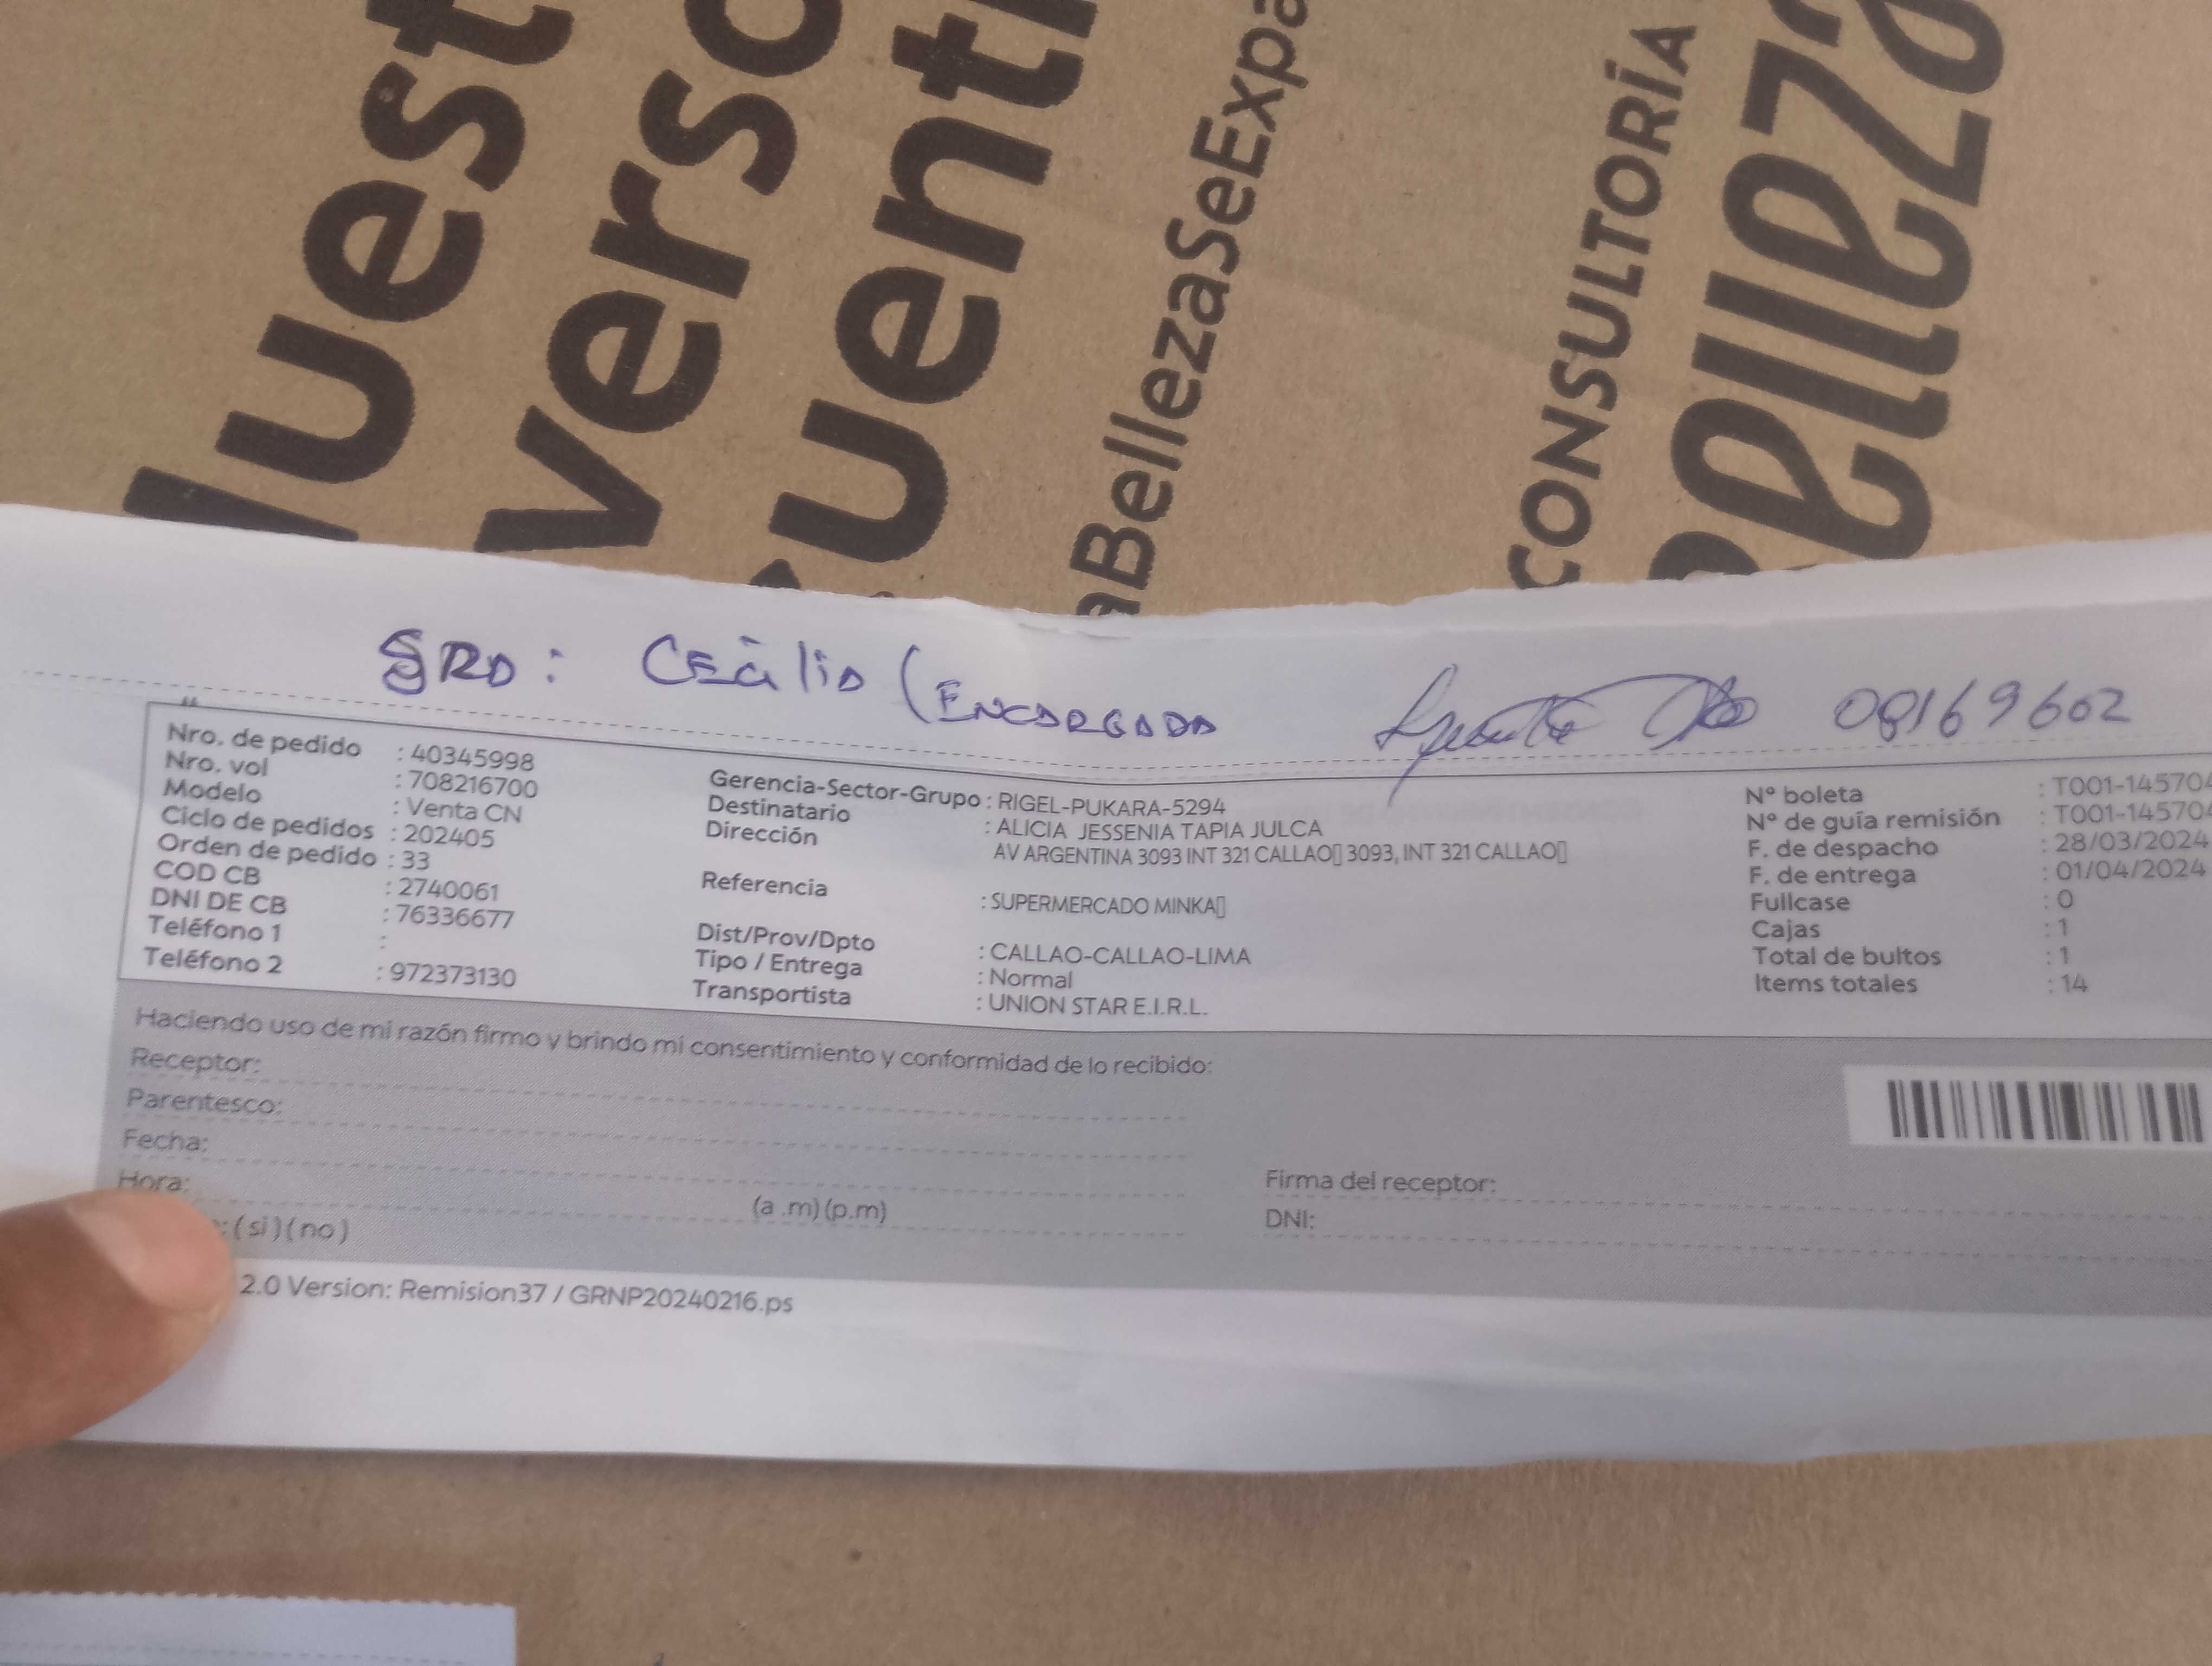 uest
vers
uent
aBellezaSeExpa
CONSULTORÍA
SRA: Cecilia (ENCARGADA 08169602
Nro. de pedido : 40345998
Nro. vol : 708216700
Modelo : Venta CN
Ciclo de pedidos : 202405
Orden de pedido : 33
COD CB : 2740061
DNI DE CB : 76336677
Teléfono 1 :
Teléfono 2 : 972373130
Gerencia-Sector-Grupo : RIGEL-PUKARA-5294
Destinatario : ALICIA JESSENIA TAPIA JULCA
Dirección AV ARGENTINA 3093 INT 321 CALLAO▯ 3093, INT 321 CALLAO▯
Referencia : SUPERMERCADO MINKA▯
Dist/Prov/Dpto : CALLAO-CALLAO-LIMA
Tipo / Entrega : Normal
Transportista : UNION STAR E.I.R.L.
Nº boleta : T001-145704
Nº de guía remisión : T001-145704
F. de despacho : 28/03/2024
F. de entrega : 01/04/2024
Fullcase : 0
Cajas : 1
Total de bultos : 1
Items totales : 14
Haciendo uso de mi razón firmo y brindo mi consentimiento y conformidad de lo recibido:
Receptor:
Parentesco:
Fecha:
Hora: (a .m) (p.m)
: ( si ) ( no )
Firma del receptor:
DNI:
2.0 Version: Remision37 / GRNP20240216.ps